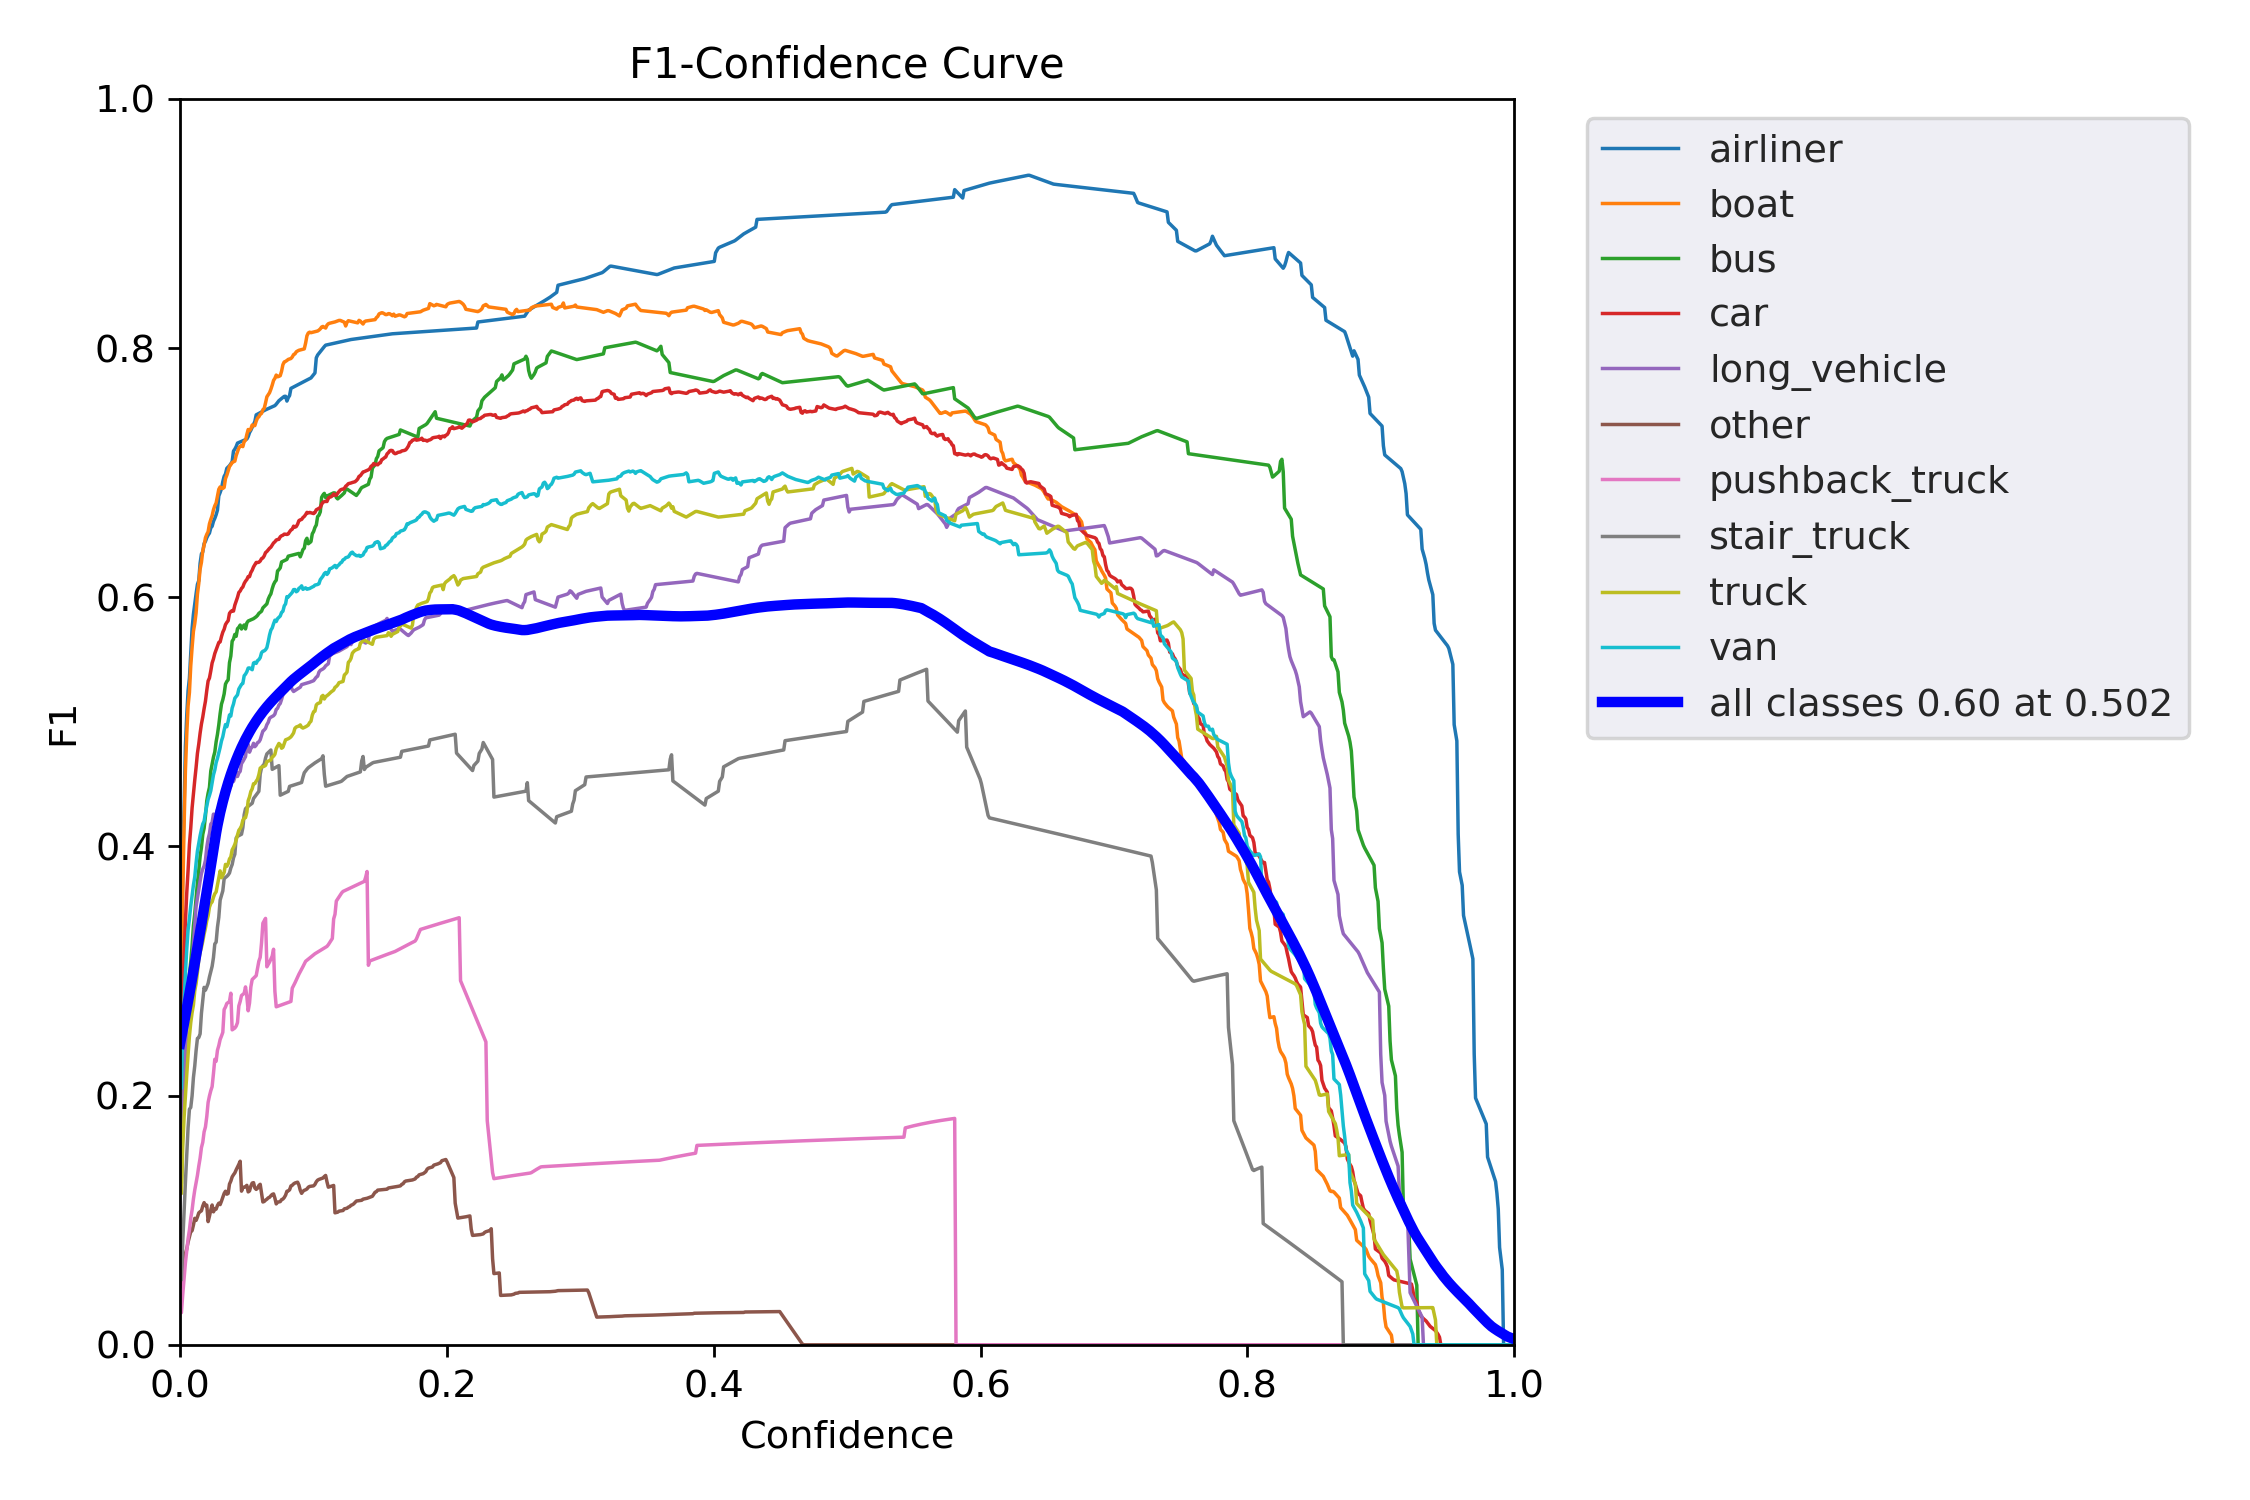 F1-Confidence Curve
1.0
0.8
0.6
0.4
0.2
0.0
F1
0.0 0.2 0.4 0.6 0.8 1.0
Confidence
airliner
boat
bus
car
long_vehicle
other
pushback_truck
stair_truck
truck
van
all classes 0.60 at 0.502